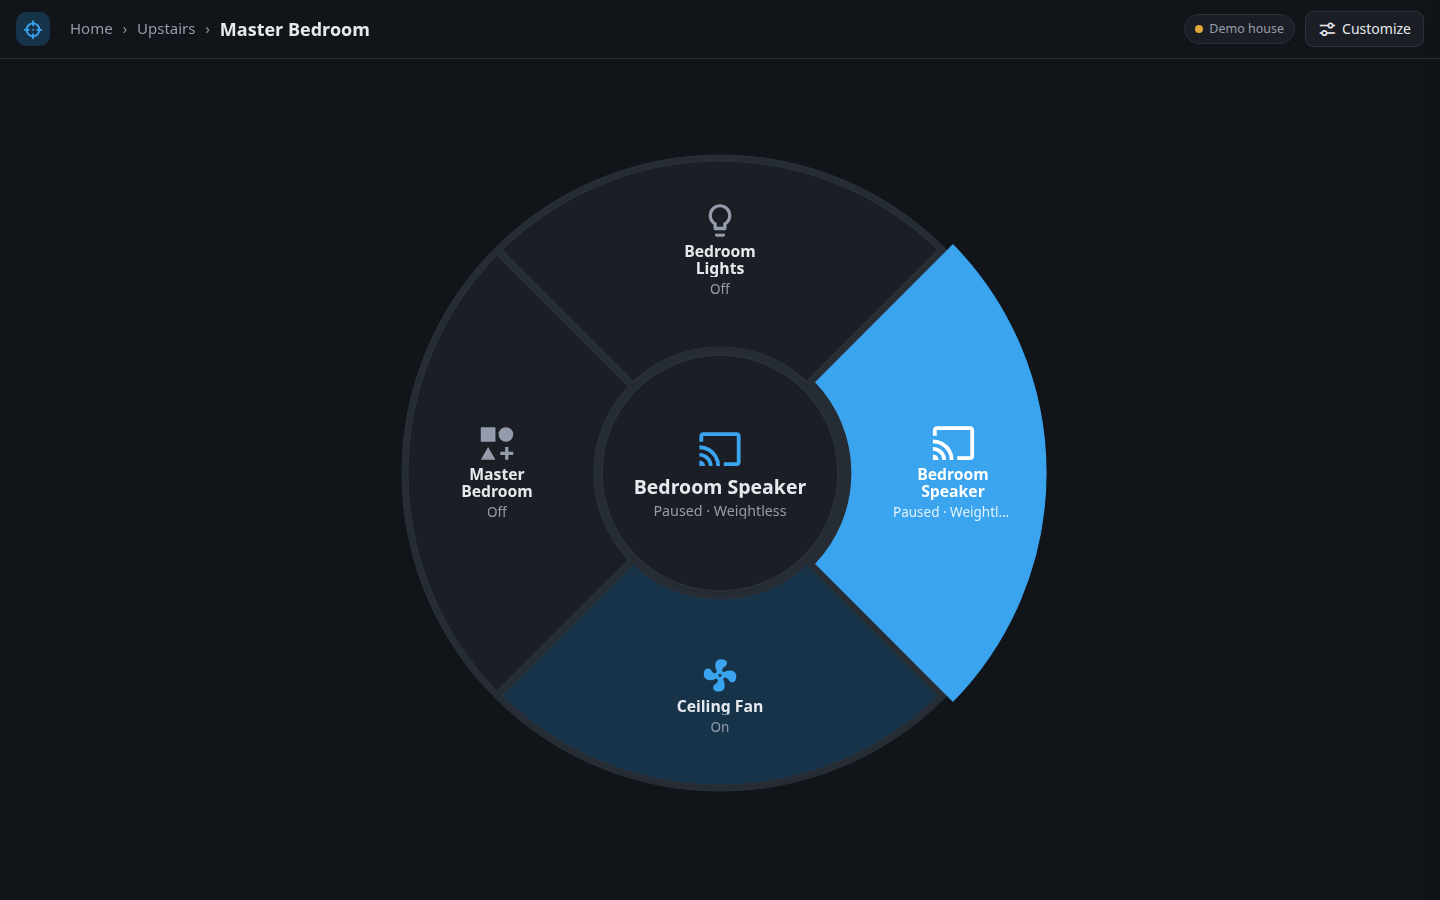 Home › Upstairs › Master Bedroom
Demo house
Customize
Bedroom
Lights
Off
Master
Bedroom
Off
Bedroom Speaker
Paused · Weightless
Bedroom
Speaker
Paused · Weightl...
Ceiling Fan
On